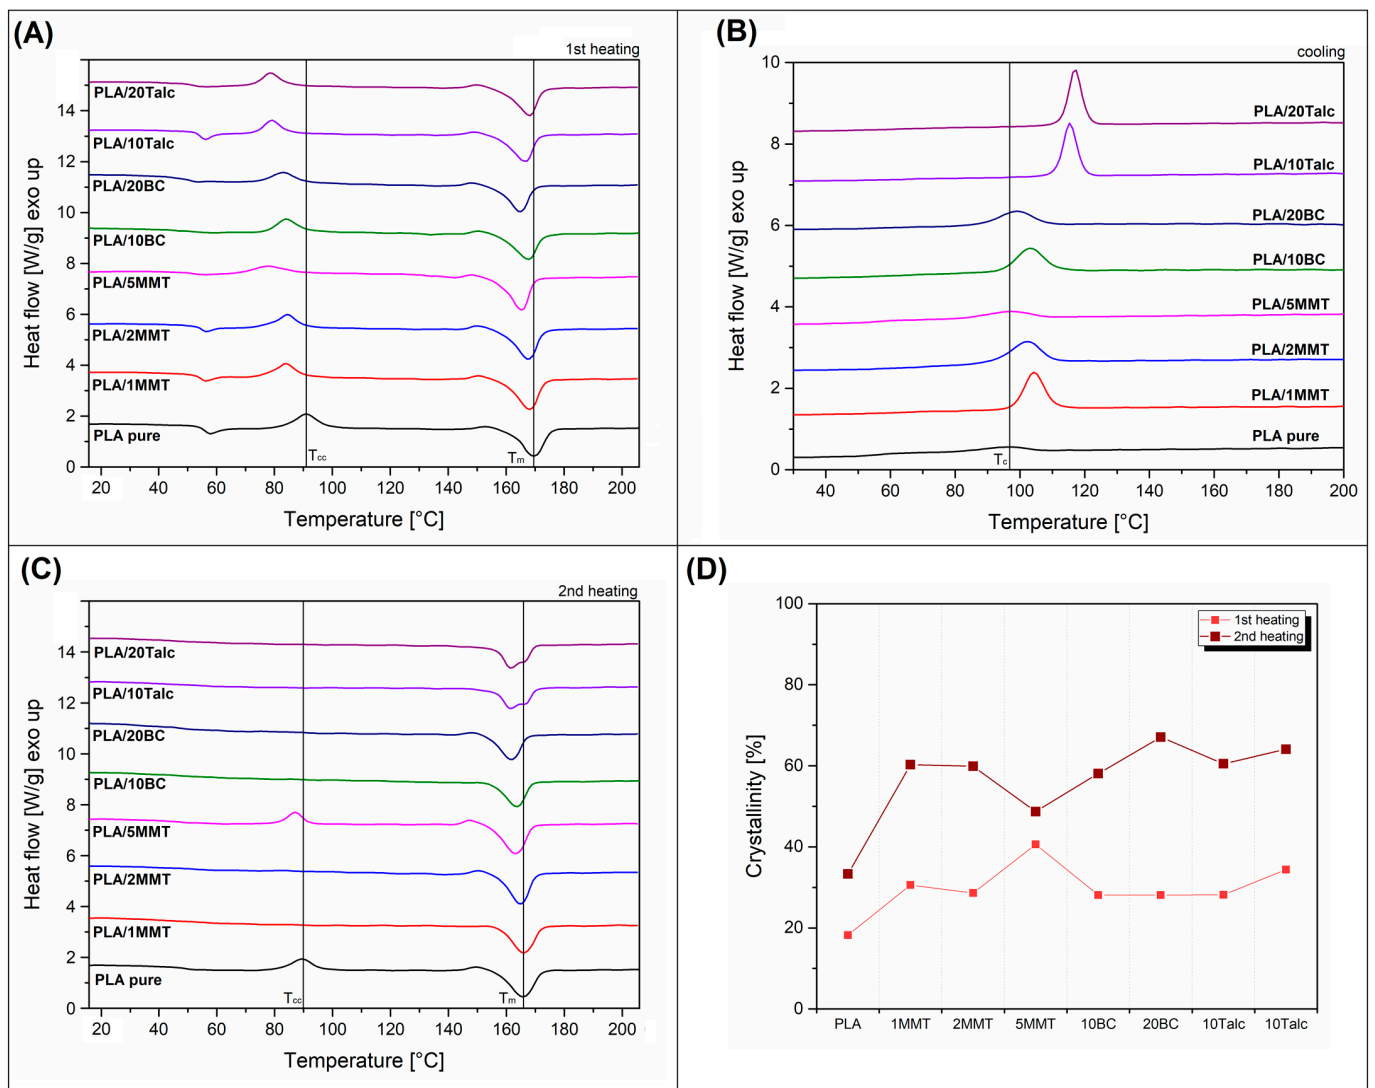 (A)
1st heating
PLA/20Talc
PLA/10Talc
PLA/20BC
PLA/10BC
PLA/5MMT
PLA/2MMT
PLA/1MMT
PLA pure
Tcc
Tm
14
12
10
8
6
4
2
0
Heat flow [W/g] exo up
20 40 60 80 100 120 140 160 180 200
Temperature [°C]
(B)
cooling
PLA/20Talc
PLA/10Talc
PLA/20BC
PLA/10BC
PLA/5MMT
PLA/2MMT
PLA/1MMT
PLA pure
Tc
10
8
6
4
2
0
Heat flow [W/g] exo up
40 60 80 100 120 140 160 180 200
Temperature [°C]
(C)
2nd heating
PLA/20Talc
PLA/10Talc
PLA/20BC
PLA/10BC
PLA/5MMT
PLA/2MMT
PLA/1MMT
PLA pure
Tcc
Tm
14
12
10
8
6
4
2
0
Heat flow [W/g] exo up
20 40 60 80 100 120 140 160 180 200
Temperature [°C]
(D)
1st heating
2nd heating
100
80
60
40
20
0
Crystallinity [%]
PLA 1MMT 2MMT 5MMT 10BC 20BC 10Talc 10Talc